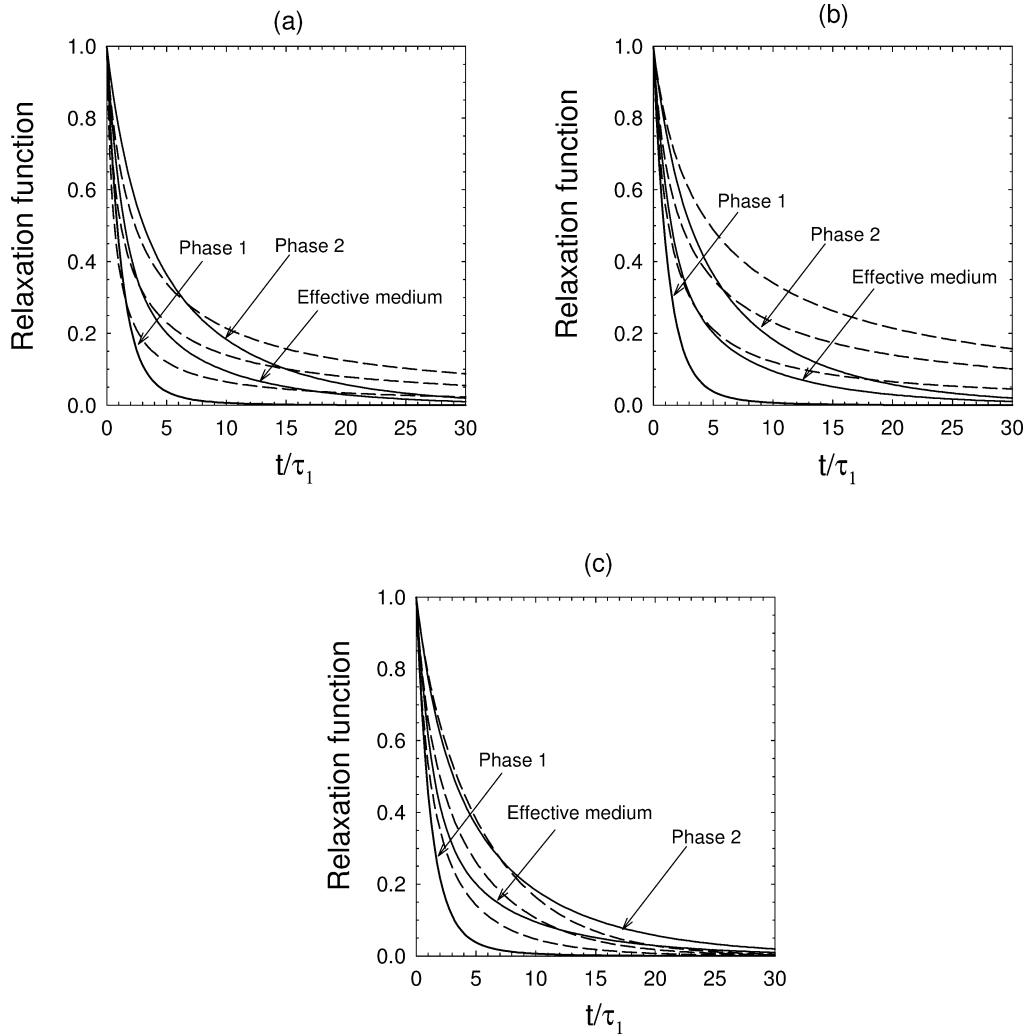 (a)
Relaxation function
1.0
0.8
0.6
0.4
0.2
0.0
Phase 1
Phase 2
Effective medium
0 5 10 15 20 25 30
t/τ1
(b)
Relaxation function
1.0
0.8
0.6
0.4
0.2
0.0
Phase 1
Phase 2
Effective medium
0 5 10 15 20 25 30
t/τ1
(c)
Relaxation function
1.0
0.8
0.6
0.4
0.2
0.0
Phase 1
Effective medium
Phase 2
0 5 10 15 20 25 30
t/τ1